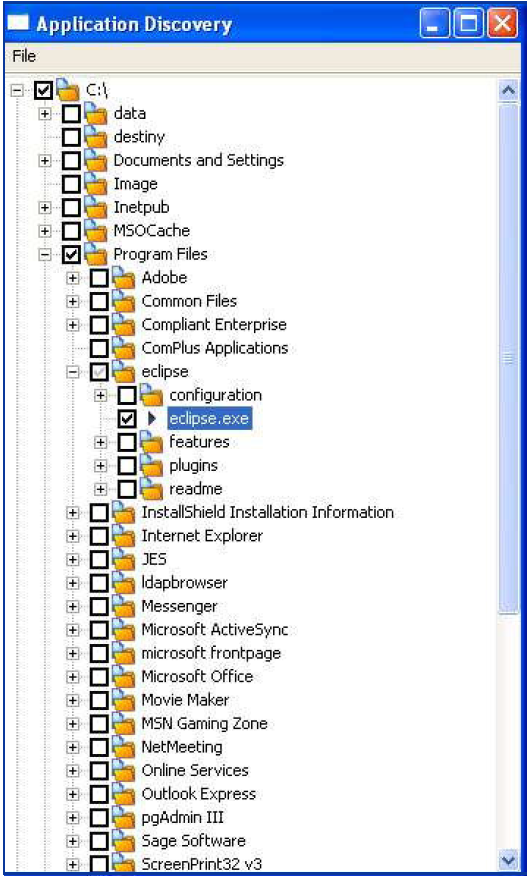 Application Discovery
File
C:\
data
destiny
Documents and Settings
Image
Inetpub
MSOCache
Program Files
Adobe
Common Files
Compliant Enterprise
ComPlus Applications
eclipse
configuration
eclipse.exe
features
plugins
readme
InstallShield Installation Information
Internet Explorer
JES
ldapbrowser
Messenger
Microsoft ActiveSync
microsoft frontpage
Microsoft Office
Movie Maker
MSN Gaming Zone
NetMeeting
Online Services
Outlook Express
pgAdmin III
Sage Software
ScreenPrint32 v3